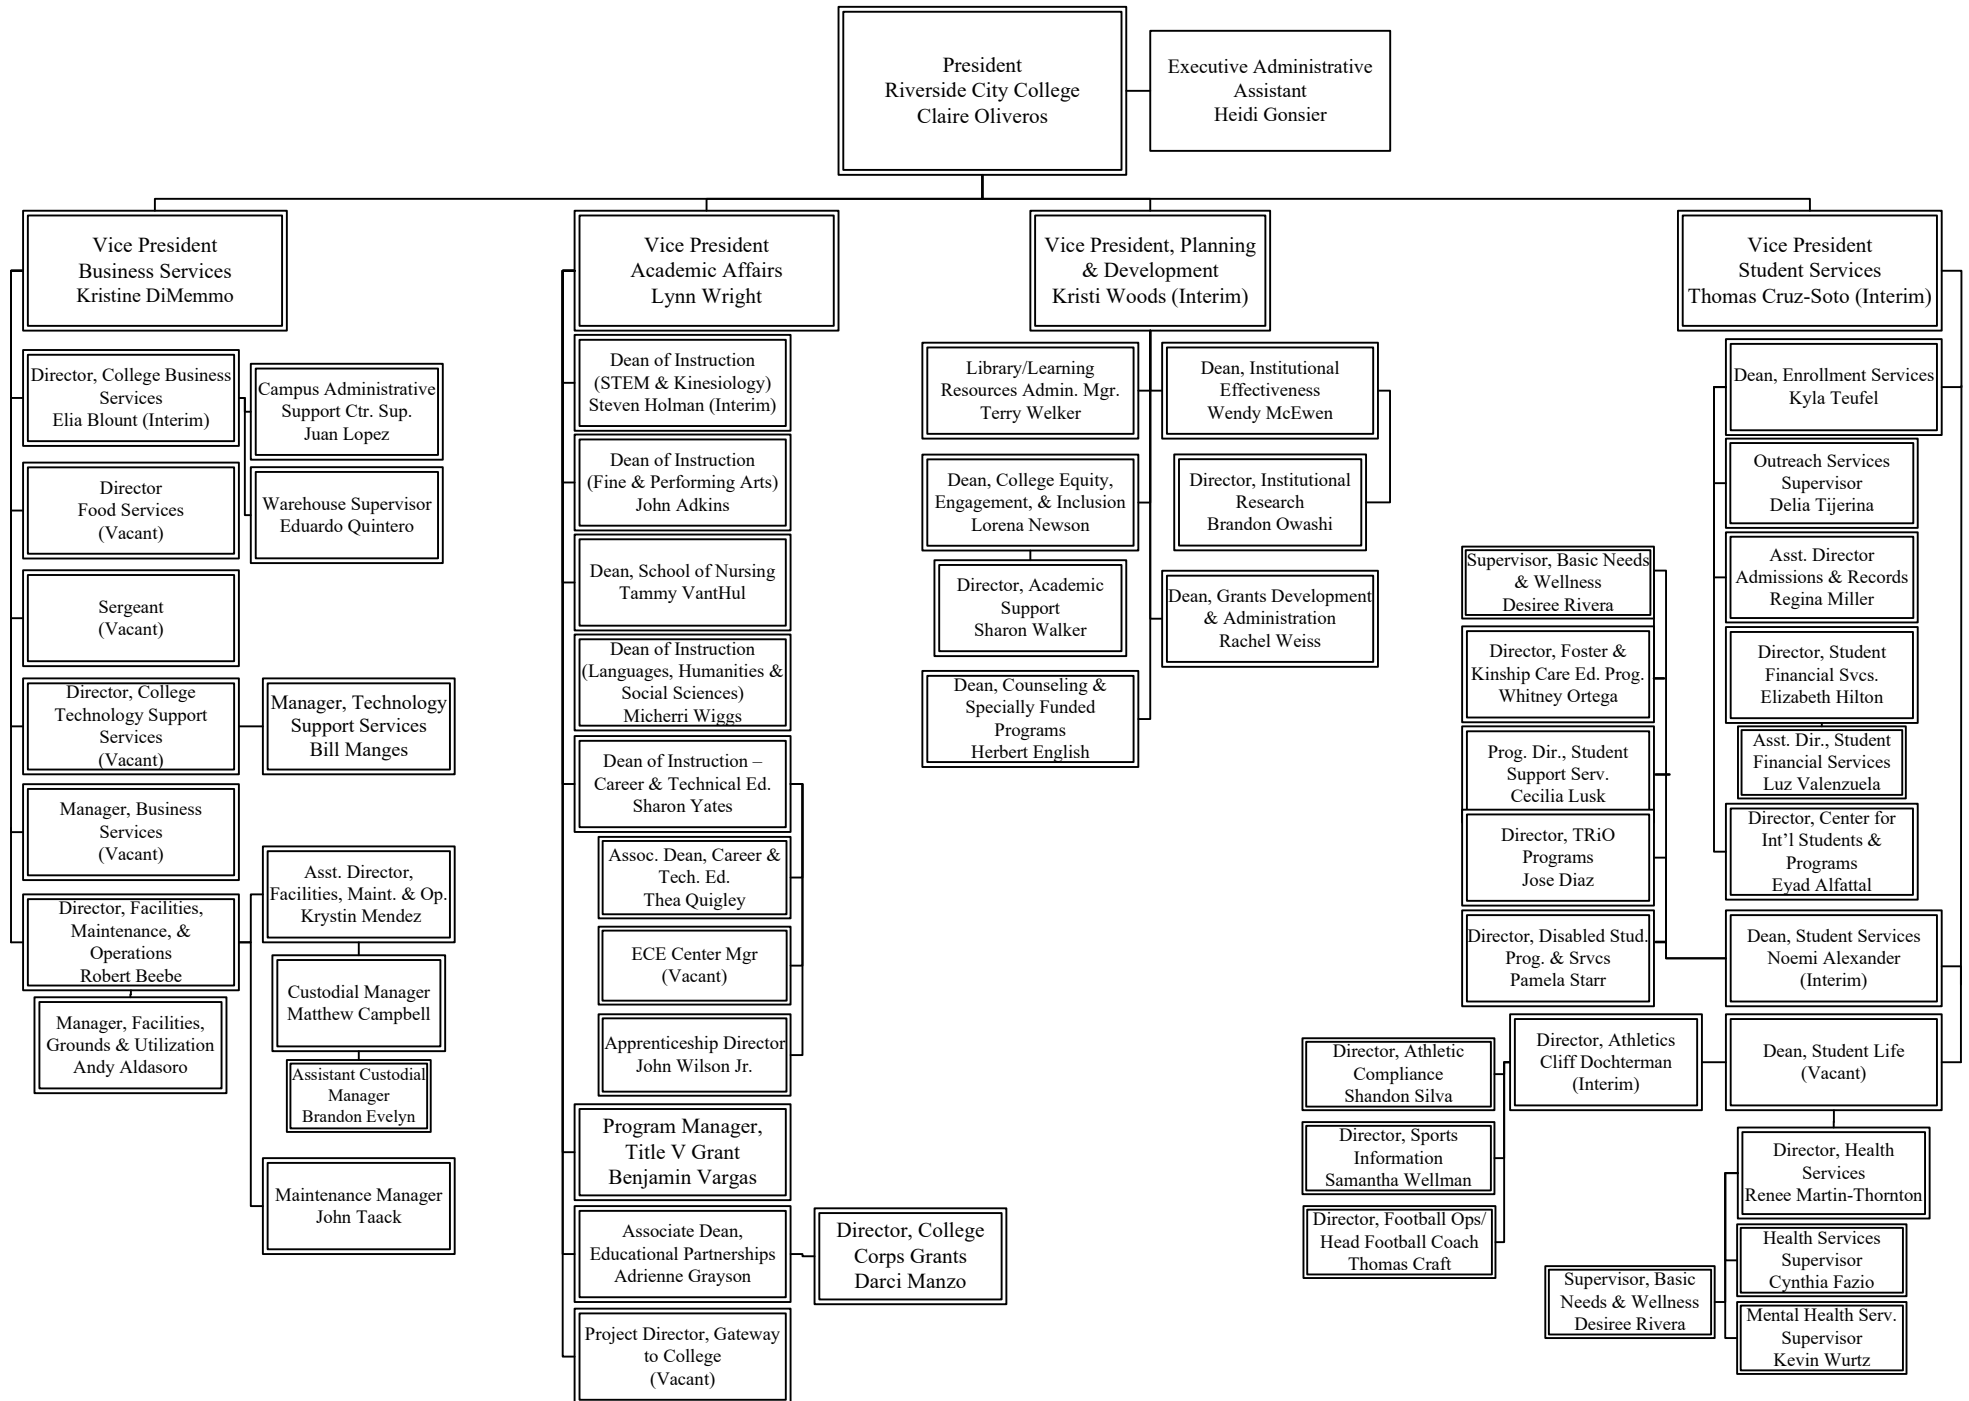 President
Riverside City College
Claire Oliveros
Executive Administrative
Assistant
Heidi Gonsier
Vice President
Business Services
Kristine DiMemmo
Director, College Business
Services
Elia Blount (Interim)
Campus Administrative
Support Ctr. Sup.
Juan Lopez
Warehouse Supervisor
Eduardo Quintero
Director
Food Services
(Vacant)
Sergeant
(Vacant)
Director, College
Technology Support
Services
(Vacant)
Manager, Technology
Support Services
Bill Manges
Manager, Business
Services
(Vacant)
Director, Facilities,
Maintenance, &
Operations
Robert Beebe
Manager, Facilities,
Grounds & Utilization
Andy Aldasoro
Asst. Director,
Facilities, Maint. & Op.
Krystin Mendez
Custodial Manager
Matthew Campbell
Assistant Custodial
Manager
Brandon Evelyn
Maintenance Manager
John Taack
Vice President
Academic Affairs
Lynn Wright
Dean of Instruction
(STEM & Kinesiology)
Steven Holman (Interim)
Dean of Instruction
(Fine & Performing Arts)
John Adkins
Dean, School of Nursing
Tammy VantHul
Dean of Instruction
(Languages, Humanities &
Social Sciences)
Micherri Wiggs
Dean of Instruction –
Career & Technical Ed.
Sharon Yates
Assoc. Dean, Career &
Tech. Ed.
Thea Quigley
ECE Center Mgr
(Vacant)
Apprenticeship Director
John Wilson Jr.
Program Manager,
Title V Grant
Benjamin Vargas
Associate Dean,
Educational Partnerships
Adrienne Grayson
Director, College
Corps Grants
Darci Manzo
Project Director, Gateway
to College
(Vacant)
Vice President, Planning
& Development
Kristi Woods (Interim)
Library/Learning
Resources Admin. Mgr.
Terry Welker
Dean, Institutional
Effectiveness
Wendy McEwen
Dean, College Equity,
Engagement, & Inclusion
Lorena Newson
Director, Institutional
Research
Brandon Owashi
Director, Academic
Support
Sharon Walker
Dean, Grants Development
& Administration
Rachel Weiss
Dean, Counseling &
Specially Funded
Programs
Herbert English
Vice President
Student Services
Thomas Cruz-Soto (Interim)
Dean, Enrollment Services
Kyla Teufel
Outreach Services
Supervisor
Delia Tijerina
Asst. Director
Admissions & Records
Regina Miller
Director, Student
Financial Svcs.
Elizabeth Hilton
Asst. Dir., Student
Financial Services
Luz Valenzuela
Director, Center for
Int’l Students &
Programs
Eyad Alfattal
Supervisor, Basic Needs
& Wellness
Desiree Rivera
Director, Foster &
Kinship Care Ed. Prog.
Whitney Ortega
Prog. Dir., Student
Support Serv.
Cecilia Lusk
Director, TRiO
Programs
Jose Diaz
Director, Disabled Stud.
Prog. & Srvcs
Pamela Starr
Dean, Student Services
Noemi Alexander
(Interim)
Dean, Student Life
(Vacant)
Director, Athletics
Cliff Dochterman
(Interim)
Director, Athletic
Compliance
Shandon Silva
Director, Sports
Information
Samantha Wellman
Director, Football Ops/
Head Football Coach
Thomas Craft
Director, Health
Services
Renee Martin-Thornton
Health Services
Supervisor
Cynthia Fazio
Supervisor, Basic
Needs & Wellness
Desiree Rivera
Mental Health Serv.
Supervisor
Kevin Wurtz